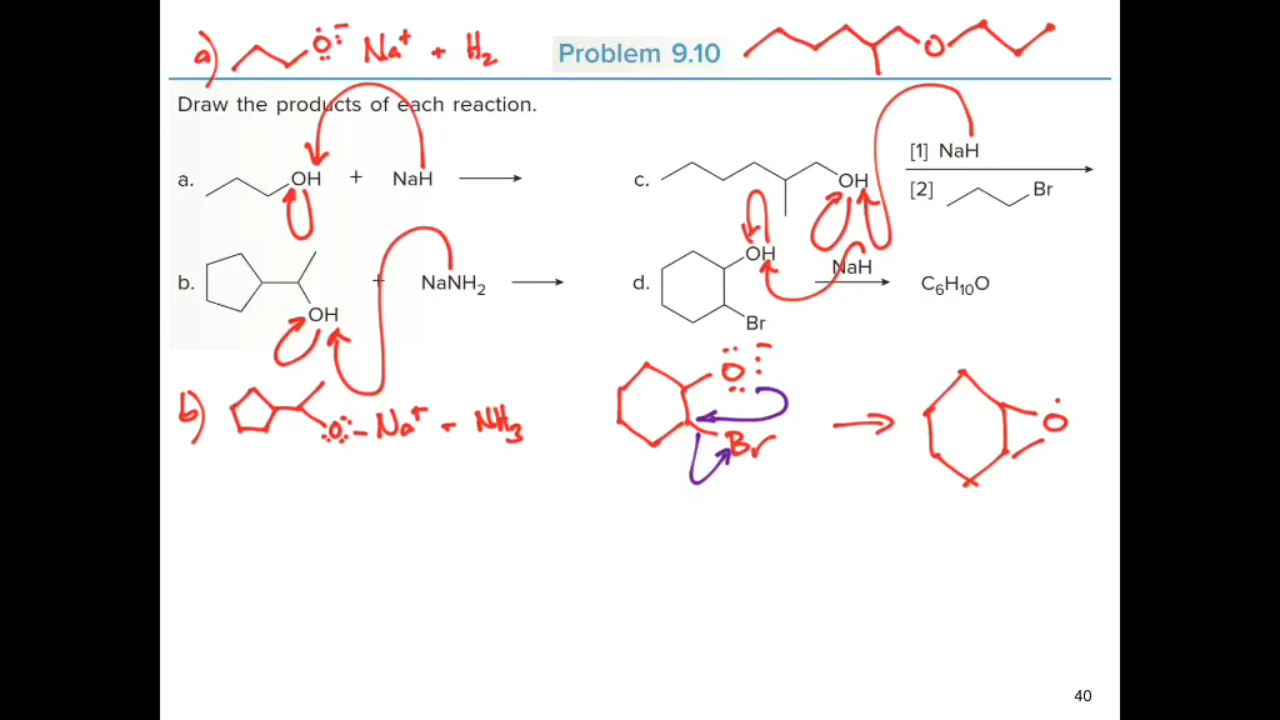 a) O Na+ + H2
Problem 9.10
O
Draw the products of each reaction.
a. OH + NaH
b. OH + NaNH2
c. OH [1] NaH
[2] Br
d. OH Br NaH C6H10O
b) O – Na+ + NH3
O Br O
40